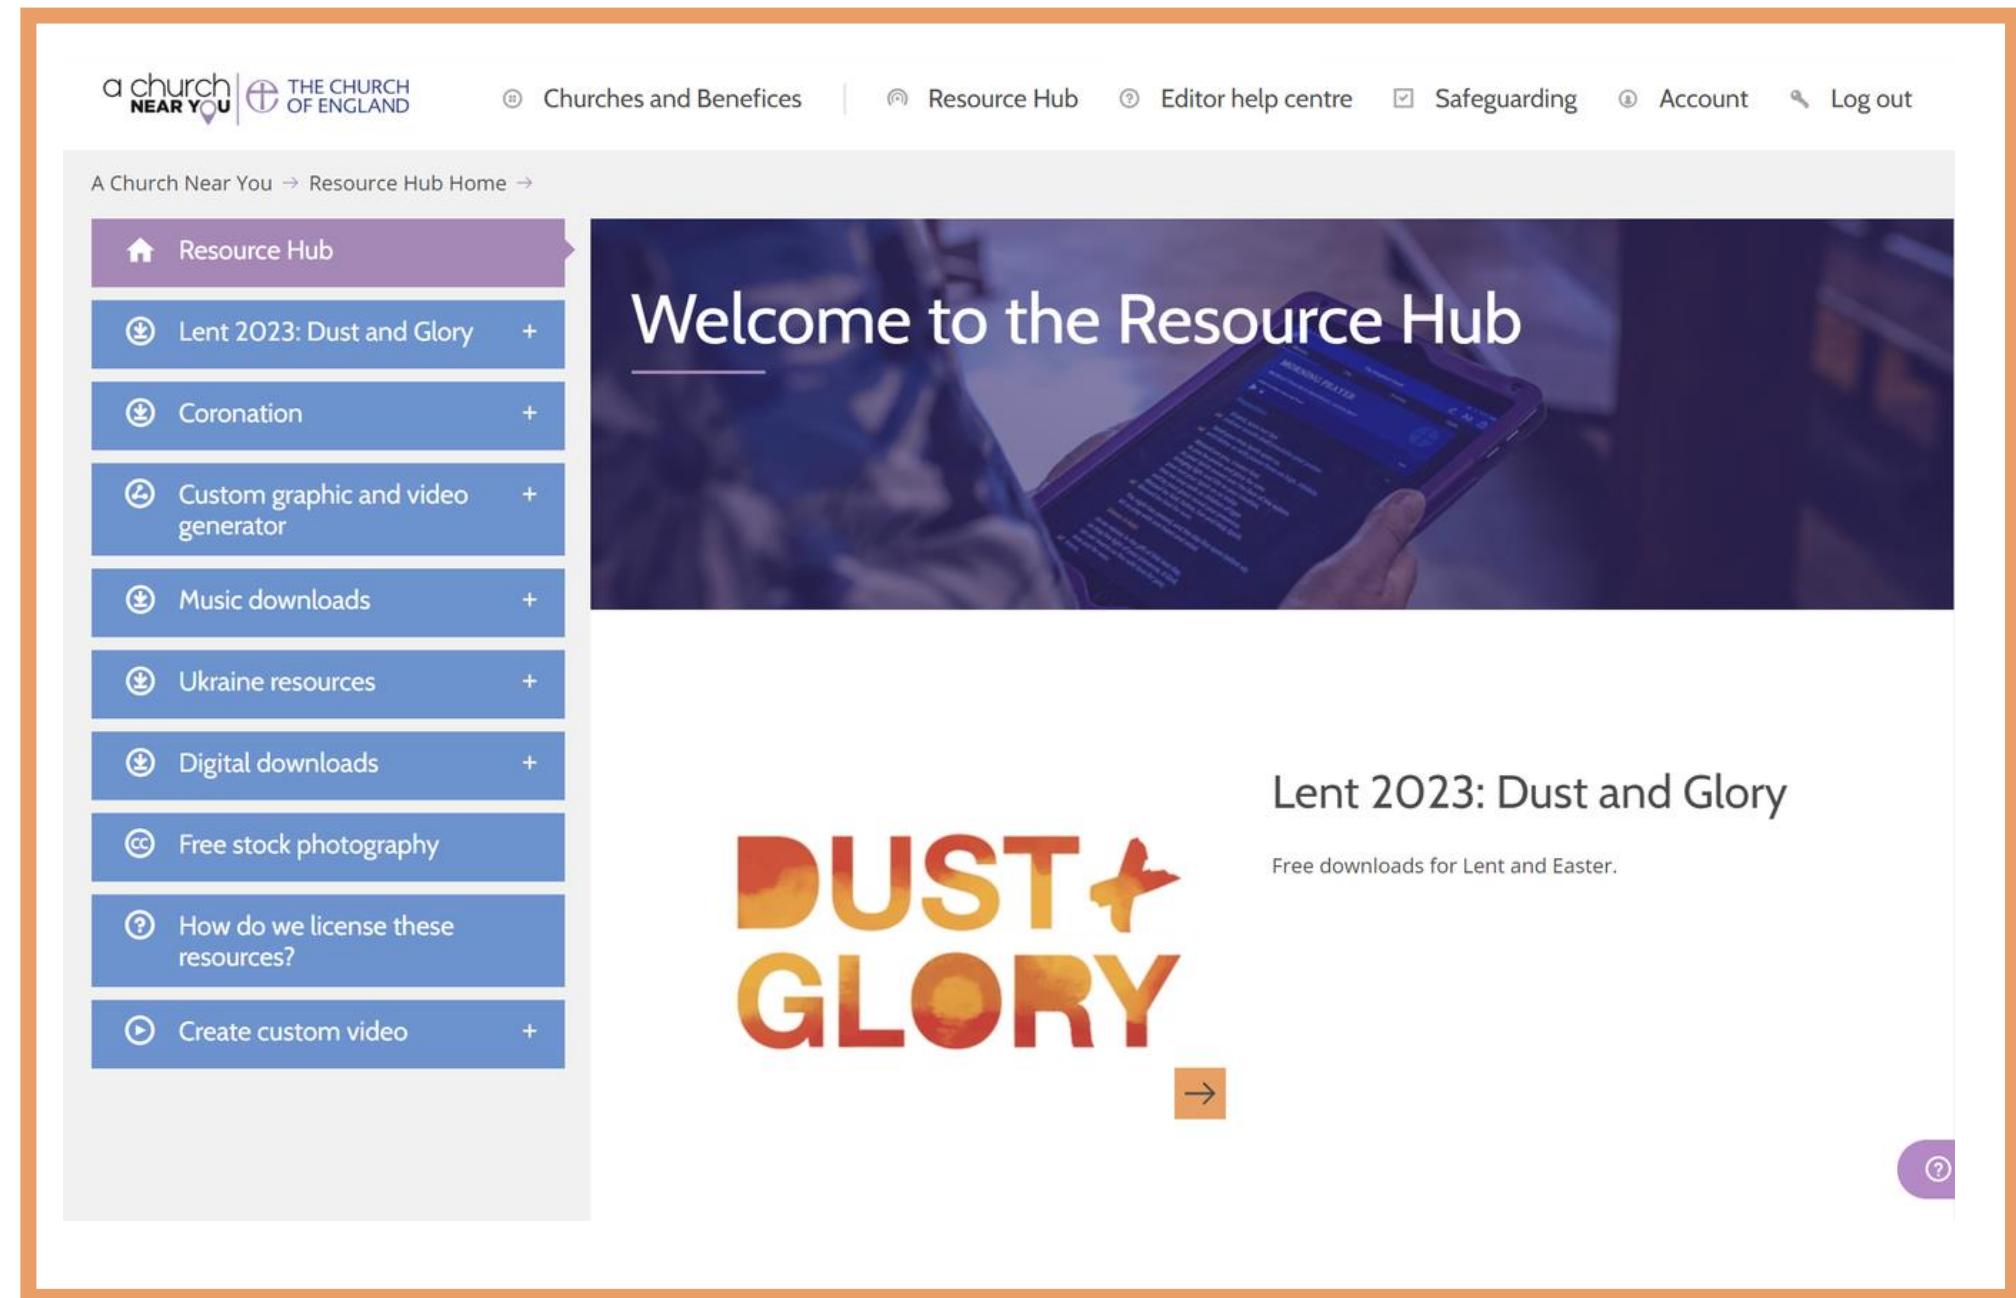 a church
NEAR YOU
THE CHURCH
OF ENGLAND
Churches and Benefices
Resource Hub
Editor help centre
Safeguarding
Account
Log out
A Church Near You → Resource Hub Home →
Resource Hub
Lent 2023: Dust and Glory +
Coronation +
Custom graphic and video +
generator
Music downloads +
Ukraine resources +
Digital downloads +
Free stock photography
How do we license these
resources?
Create custom video +
Welcome to the Resource Hub
MORNING PRAYER
DUST+
GLORY
Lent 2023: Dust and Glory
Free downloads for Lent and Easter.